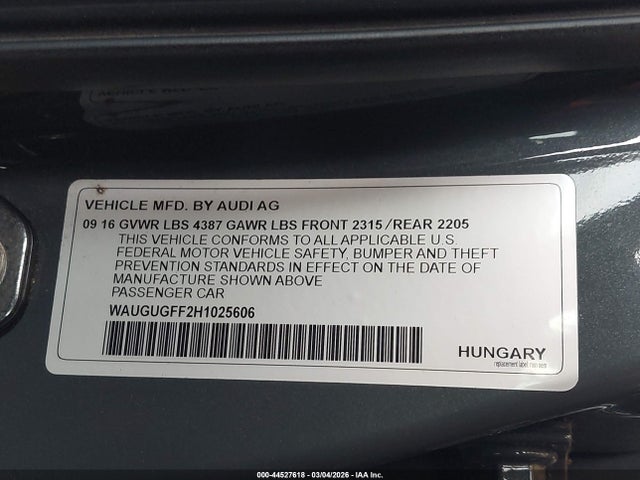 VEHICLE MFD. BY AUDI AG
09 16 GVWR LBS 4387 GAWR LBS FRONT 2315 /REAR 2205
THIS VEHICLE CONFORMS TO ALL APPLICABLE U.S.
FEDERAL MOTOR VEHICLE SAFETY, BUMPER AND THEFT
PREVENTION STANDARDS IN EFFECT ON THE DATE OF
MANUFACTURE SHOWN ABOVE
PASSENGER CAR
WAUGUGFF2H1025606
HUNGARY
replacement label
000-44527618 - 03/04/2026 - IAA Inc.